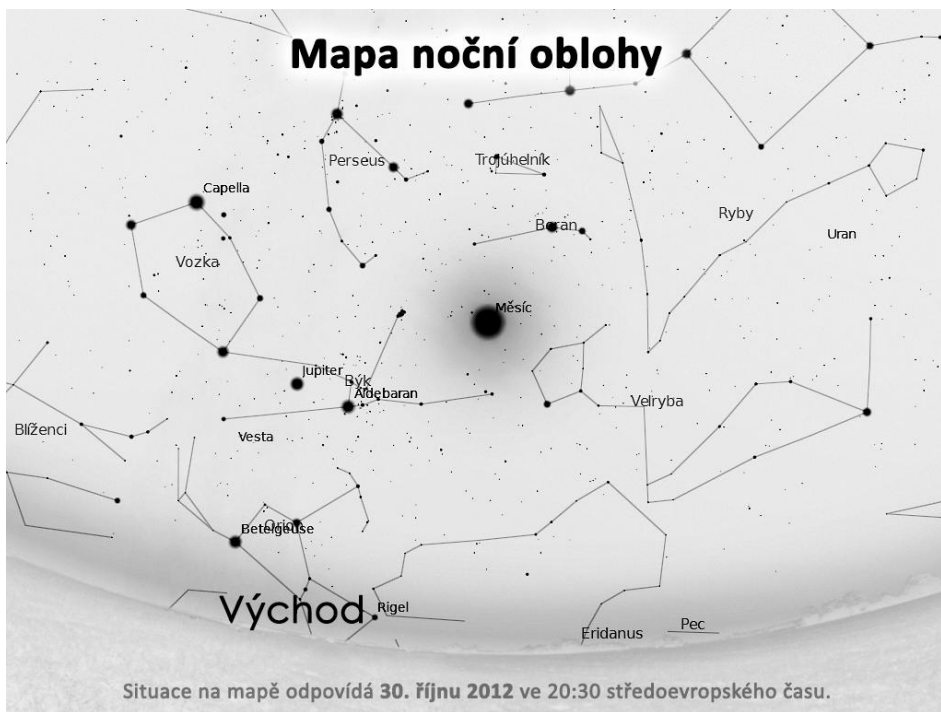 Mapa noční oblohy
Perseus
Trojúhelník
Capella
Ryby
Beran
Uran
Vozka
Měsíc
Jupiter
Býk
Aldebaran
Velryba
Blíženci
Vesta
Orion
Betelgeuse
Východ
Rigel
Eridanus
Pec
Situace na mapě odpovídá 30. říjnu 2012 ve 20:30 středoevropského času.